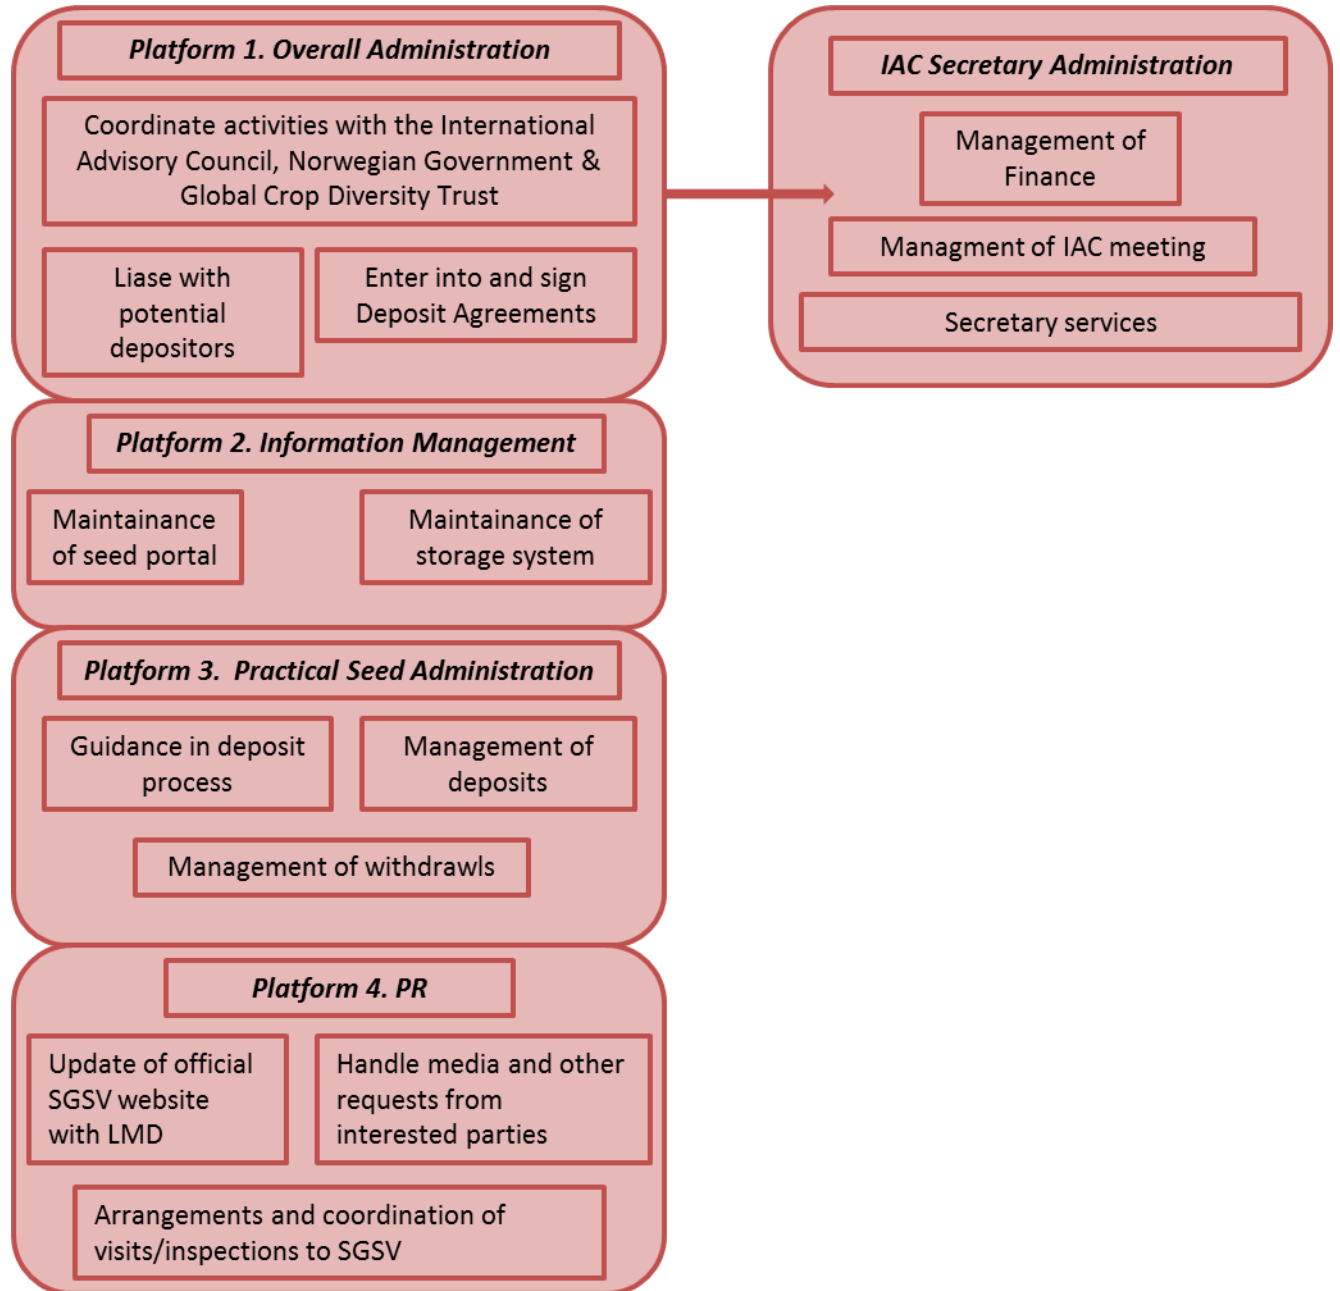 Platform 1. Overall Administration
Coordinate activities with the International
Advisory Council, Norwegian Government &
Global Crop Diversity Trust
Liase with
potential
depositors
Enter into and sign
Deposit Agreements
IAC Secretary Administration
Management of
Finance
Managment of IAC meeting
Secretary services
Platform 2. Information Management
Maintainance
of seed portal
Maintainance of
storage system
Platform 3.  Practical Seed Administration
Guidance in deposit
process
Management of
deposits
Management of withdrawls
Platform 4. PR
Update of official
SGSV website
with LMD
Handle media and other
requests from
interested parties
Arrangements and coordination of
visits/inspections to SGSV